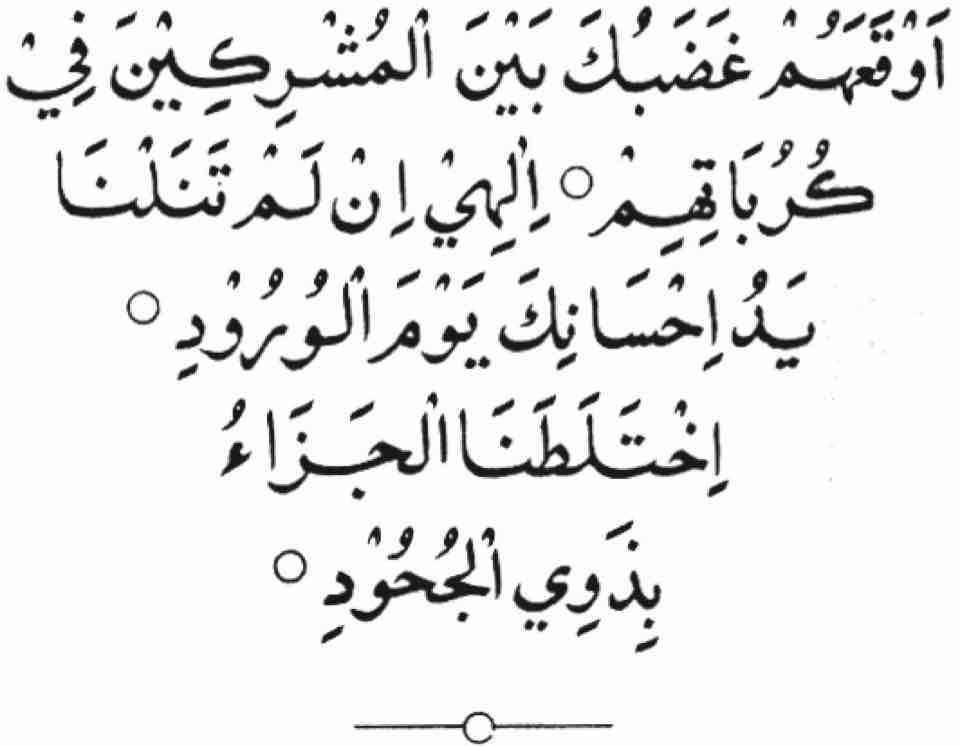 اَوْقَعَهُمْ غَضَبُكَ بَيْنَ الْمُشْرِكِيْنَ فِيْ
كُرُبَاتِهِمْ ○ اِلٰهِيْ اِنْ لَمْ تَنَلْنَا
يَدُ اِحْسَانِكَ يَوْمَ الْوُرُوْدِ ○
اِخْتَلَطَنَا الْجَزَاءُ
بِذَوِي الْجُحُوْدِ ○